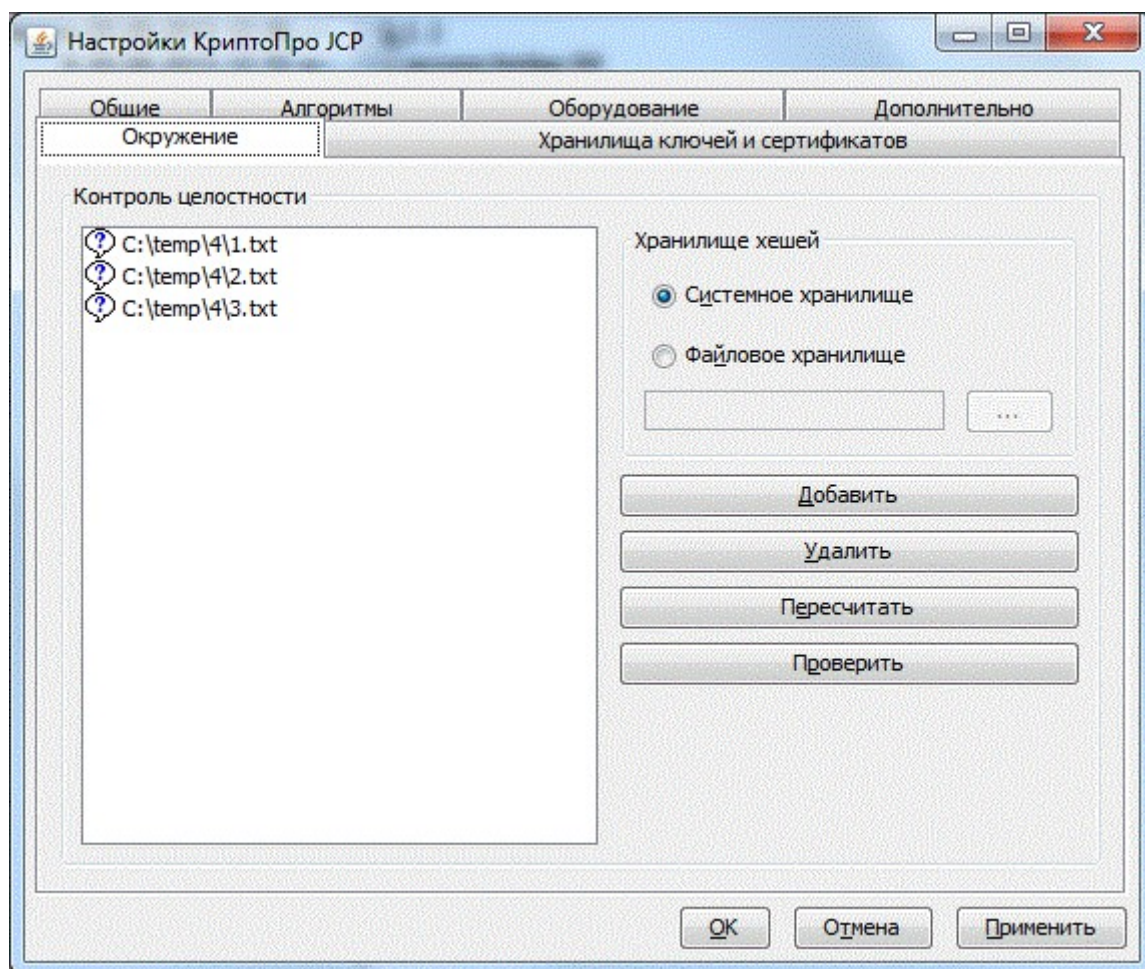 Настройки КриптоПро JCP
Общие
Алгоритмы
Оборудование
Дополнительно
Окружение
Хранилища ключей и сертификатов
Контроль целостности
C:\temp\4\1.txt
C:\temp\4\2.txt
C:\temp\4\3.txt
Хранилище хешей
Системное хранилище
Файловое хранилище
...
Добавить
Удалить
Пересчитать
Проверить
OK
Отмена
Применить